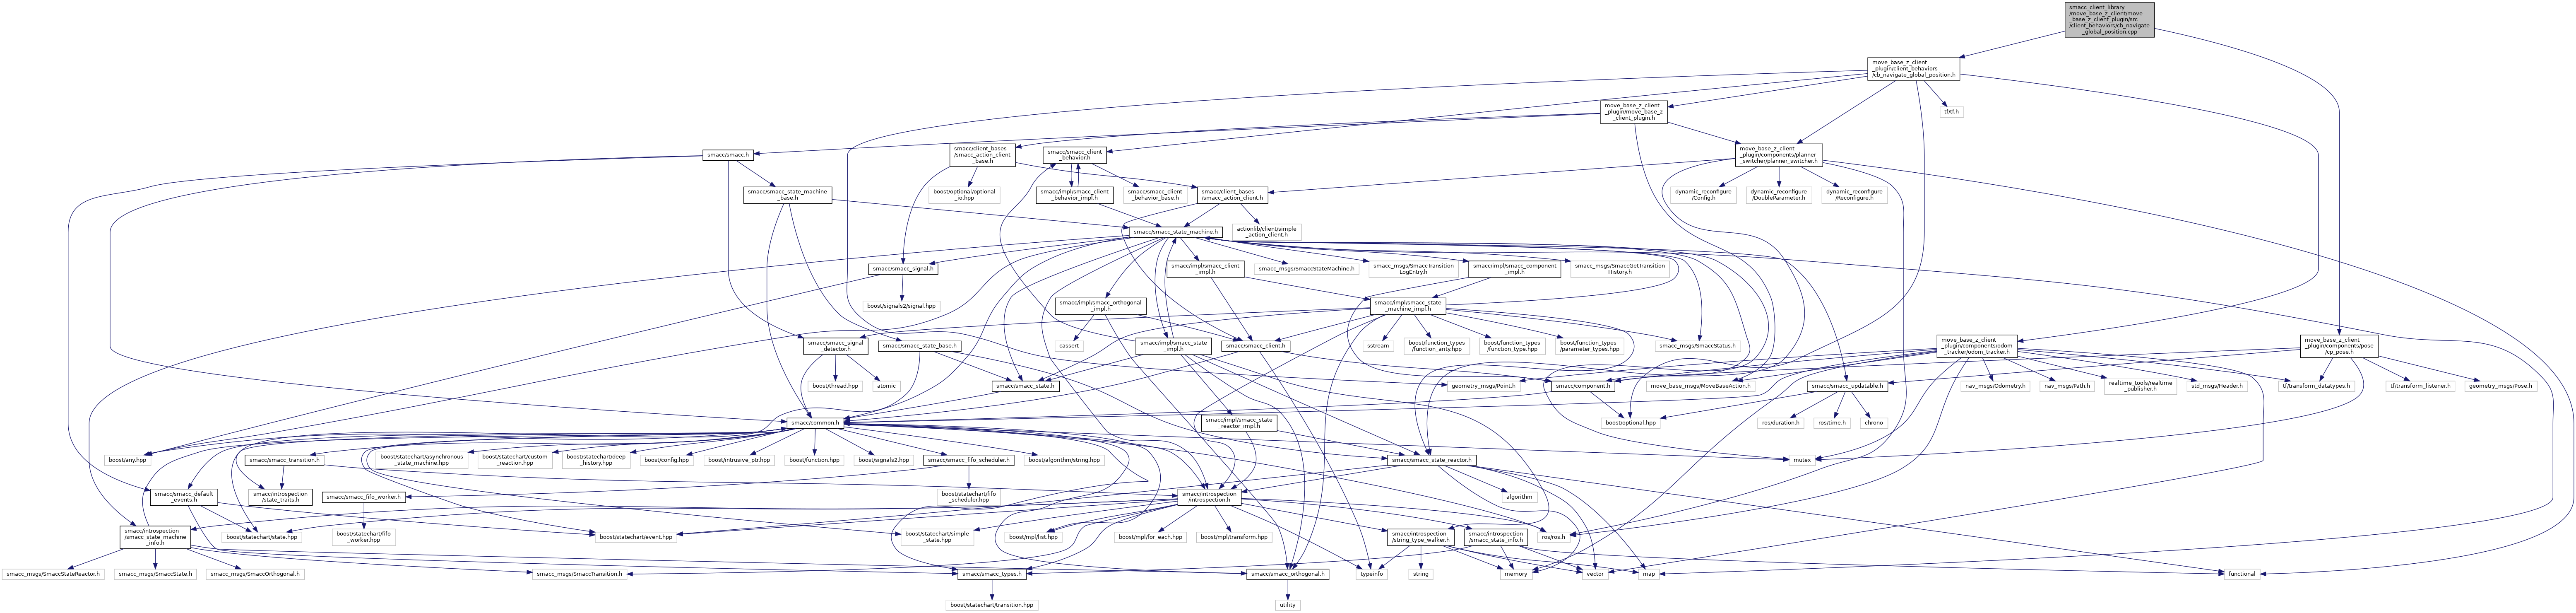 smacc_client_library
/move_base_z_client/move
_base_z_client_plugin/src
/client_behaviors/cb_navigate
_global_position.cpp
move_base_z_client
_plugin/client_behaviors
/cb_navigate_global_position.h
move_base_z_client
_plugin/move_base_z
_client_plugin.h
tf/tf.h
smacc/smacc.h
smacc/client_bases
/smacc_action_client
_base.h
smacc/smacc_client
_behavior.h
move_base_z_client
_plugin/components/planner
_switcher/planner_switcher.h
smacc/smacc_state_machine
_base.h
boost/optional/optional
_io.hpp
smacc/impl/smacc_client
_behavior_impl.h
smacc/smacc_client
_behavior_base.h
smacc/client_bases
/smacc_action_client.h
dynamic_reconfigure
/Config.h
dynamic_reconfigure
/DoubleParameter.h
dynamic_reconfigure
/Reconfigure.h
smacc/smacc_state_machine.h
actionlib/client/simple
_action_client.h
smacc/smacc_signal.h
smacc/impl/smacc_client
_impl.h
smacc_msgs/SmaccStateMachine.h
smacc_msgs/SmaccTransition
LogEntry.h
smacc/impl/smacc_component
_impl.h
smacc_msgs/SmaccGetTransition
History.h
boost/signals2/signal.hpp
smacc/impl/smacc_orthogonal
_impl.h
smacc/impl/smacc_state
_machine_impl.h
smacc/smacc_signal
_detector.h
smacc/smacc_state_base.h
cassert
smacc/impl/smacc_state
_impl.h
smacc/smacc_client.h
sstream
boost/function_types
/function_arity.hpp
boost/function_types
/function_type.hpp
boost/function_types
/parameter_types.hpp
smacc_msgs/SmaccStatus.h
move_base_z_client
_plugin/components/odom
_tracker/odom_tracker.h
move_base_z_client
_plugin/components/pose
/cp_pose.h
boost/thread.hpp
atomic
smacc/smacc_state.h
geometry_msgs/Point.h
smacc/component.h
move_base_msgs/MoveBaseAction.h
smacc/smacc_updatable.h
nav_msgs/Odometry.h
nav_msgs/Path.h
realtime_tools/realtime
_publisher.h
std_msgs/Header.h
tf/transform_datatypes.h
tf/transform_listener.h
geometry_msgs/Pose.h
smacc/common.h
smacc/impl/smacc_state
_reactor_impl.h
boost/optional.hpp
ros/duration.h
ros/time.h
chrono
boost/any.hpp
smacc/smacc_transition.h
boost/statechart/asynchronous
_state_machine.hpp
boost/statechart/custom
_reaction.hpp
boost/statechart/deep
_history.hpp
boost/config.hpp
boost/intrusive_ptr.hpp
boost/function.hpp
boost/signals2.hpp
smacc/smacc_fifo_scheduler.h
boost/algorithm/string.hpp
smacc/smacc_state_reactor.h
mutex
smacc/smacc_default
_events.h
smacc/introspection
/state_traits.h
smacc/smacc_fifo_worker.h
boost/statechart/fifo
_scheduler.hpp
smacc/introspection
/introspection.h
algorithm
smacc/introspection
/smacc_state_machine
_info.h
boost/statechart/state.hpp
boost/statechart/fifo
_worker.hpp
boost/statechart/event.hpp
boost/statechart/simple
_state.hpp
boost/mpl/list.hpp
boost/mpl/for_each.hpp
boost/mpl/transform.hpp
smacc/introspection
/string_type_walker.h
smacc/introspection
/smacc_state_info.h
ros/ros.h
smacc_msgs/SmaccStateReactor.h
smacc_msgs/SmaccState.h
smacc_msgs/SmaccOrthogonal.h
smacc_msgs/SmaccTransition.h
smacc/smacc_types.h
smacc/smacc_orthogonal.h
typeinfo
string
memory
vector
map
functional
boost/statechart/transition.hpp
utility